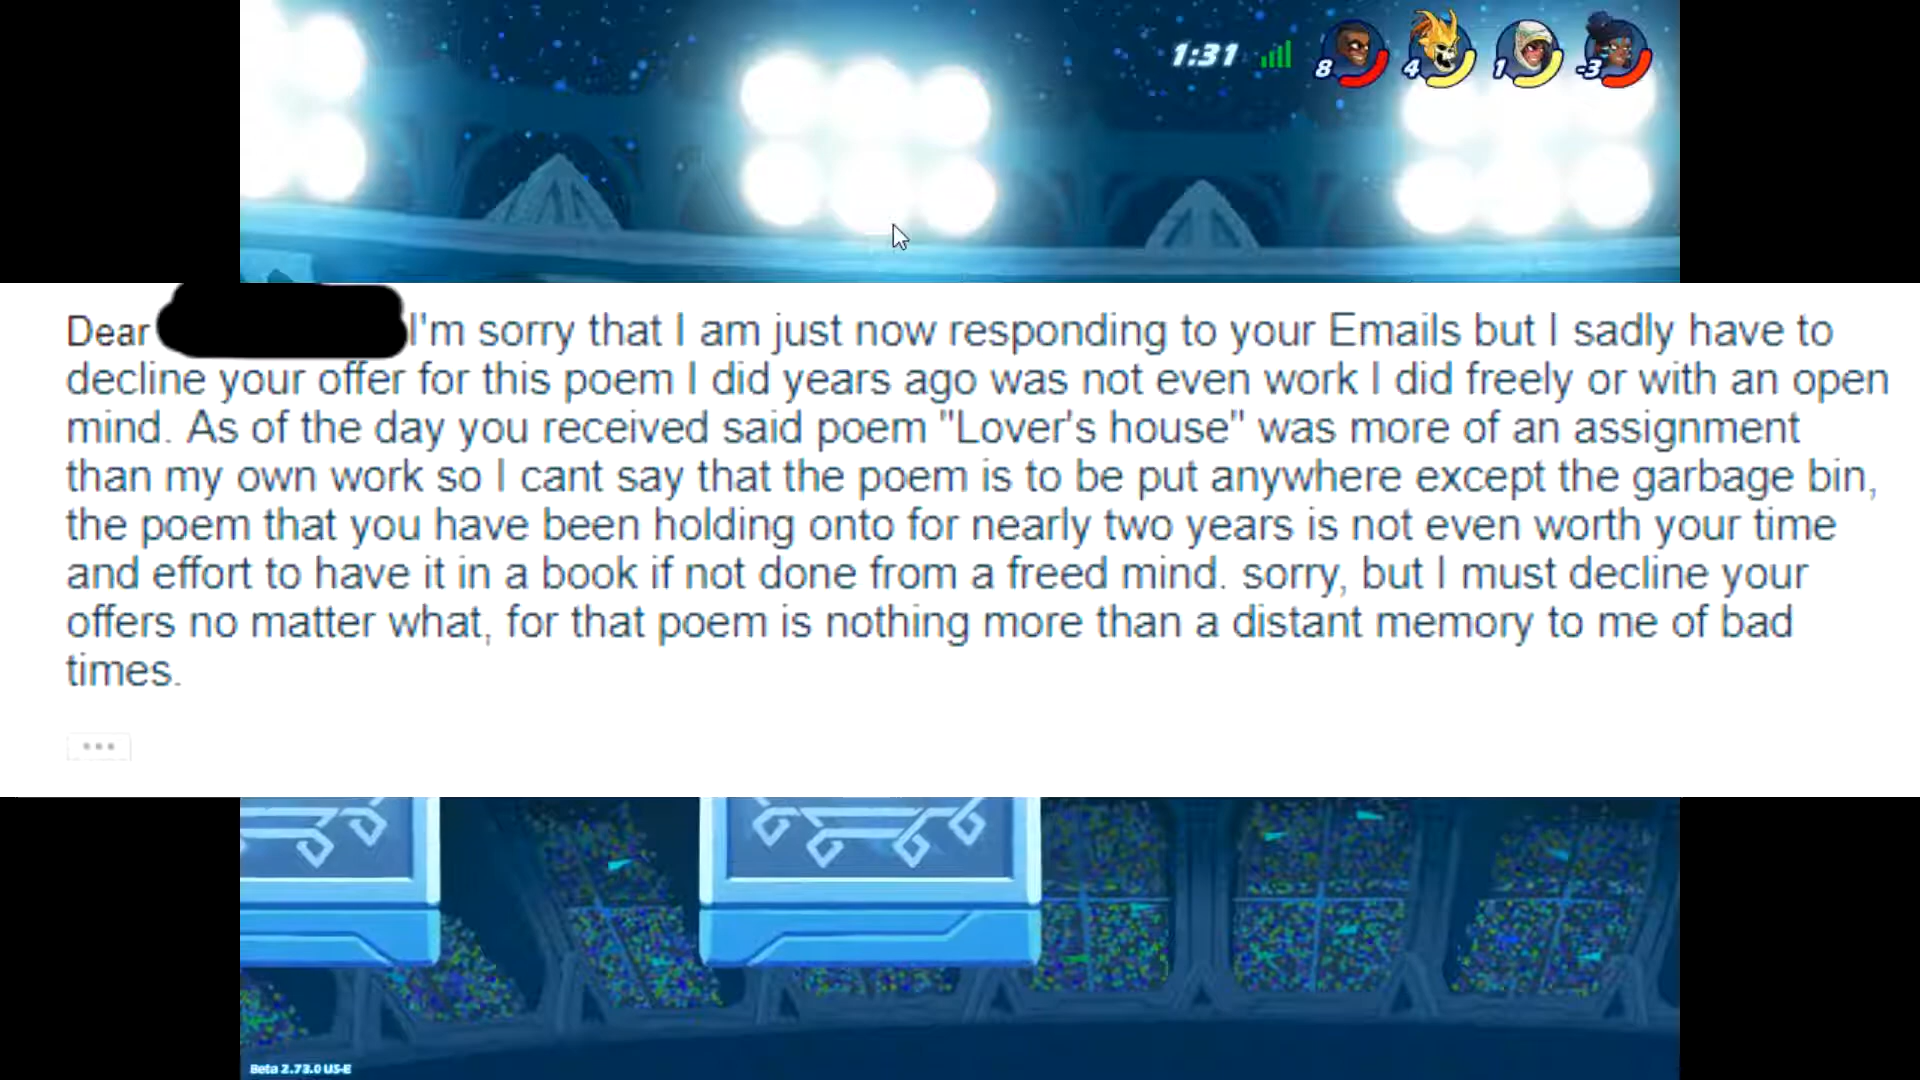 1:31
8 4 1 -3
Dear I'm sorry that I am just now responding to your Emails but I sadly have to
decline your offer for this poem I did years ago was not even work I did freely or with an open
mind. As of the day you received said poem "Lover's house" was more of an assignment
than my own work so I cant say that the poem is to be put anywhere except the garbage bin,
the poem that you have been holding onto for nearly two years is not even worth your time
and effort to have it in a book if not done from a freed mind. sorry, but I must decline your
offers no matter what, for that poem is nothing more than a distant memory to me of bad
times.
Beta 2.73.0 US-E